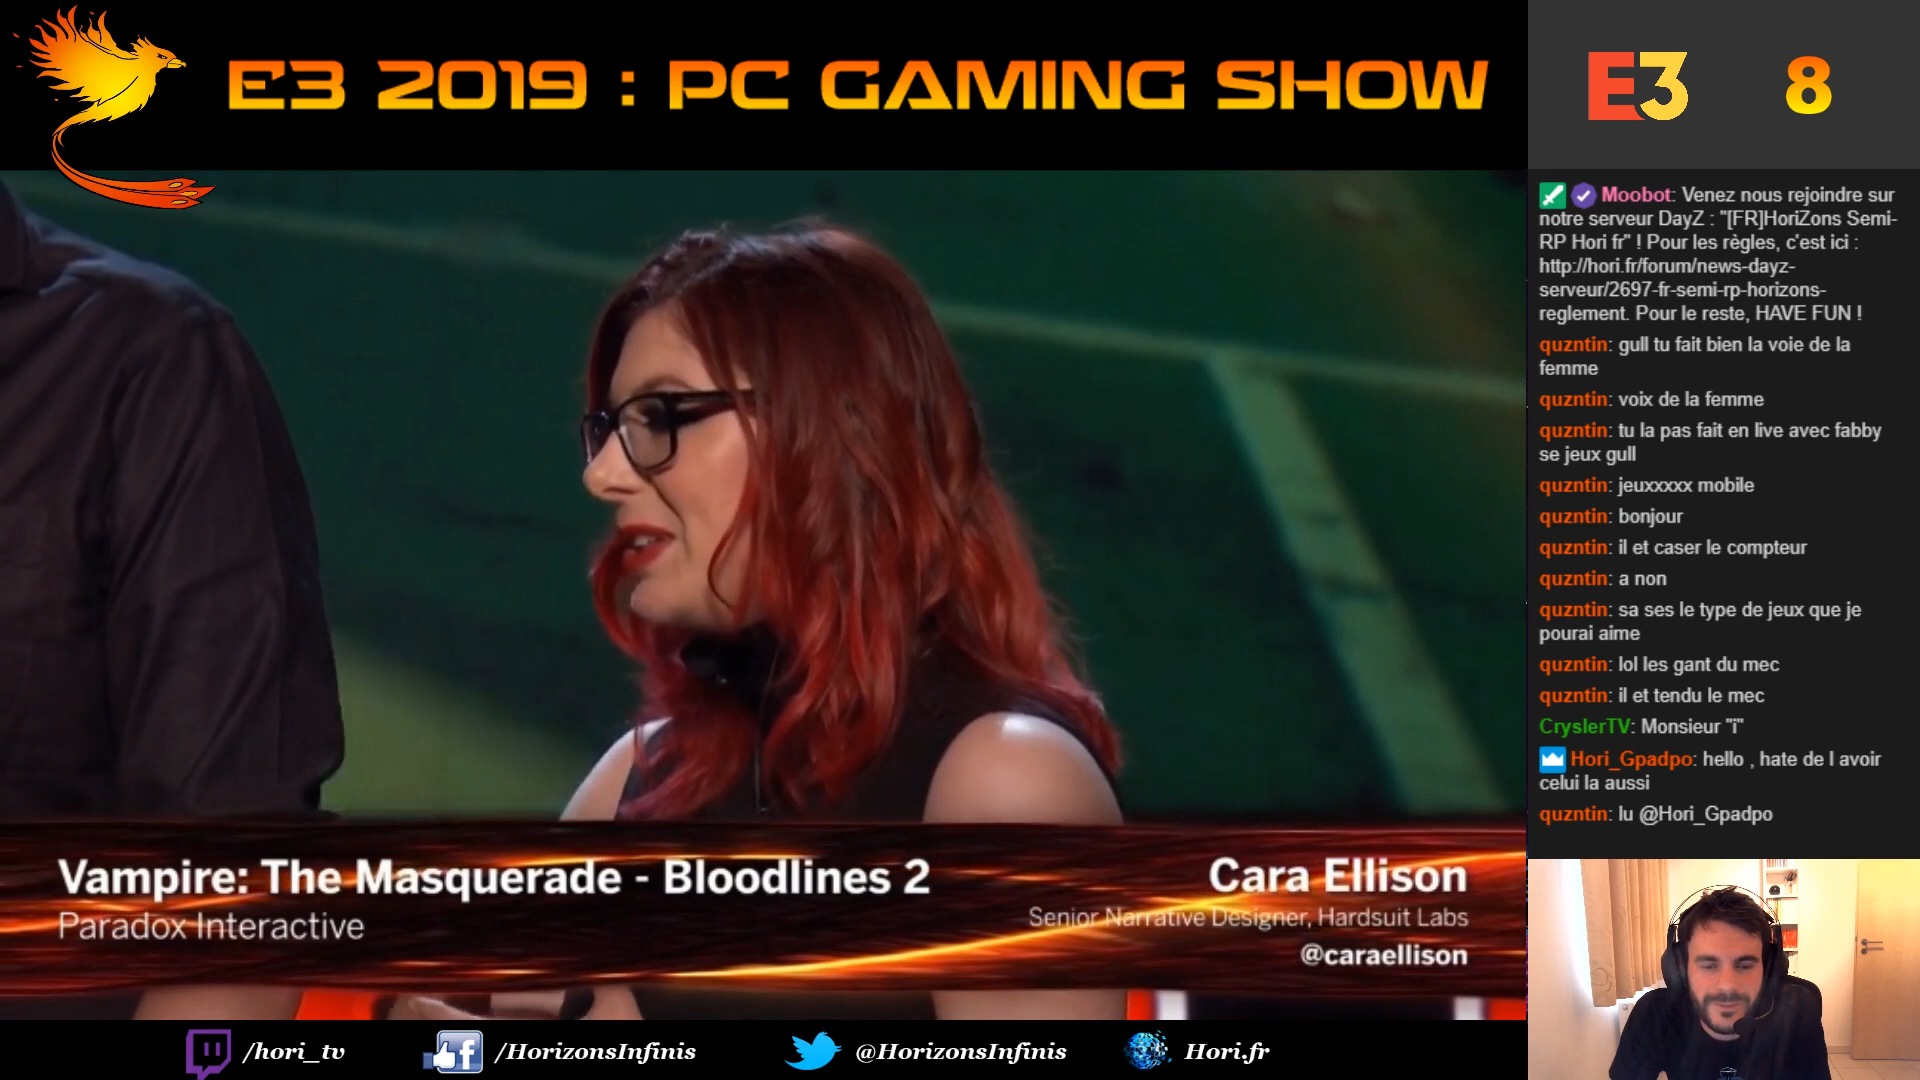 E3 2019 : PC GAMING SHOW
E3
8
Moobot: Venez nous rejoindre sur
notre serveur DayZ : "[FR]HoriZons Semi-
RP Hori fr" ! Pour les règles, c'est ici :
http://hori.fr/forum/news-dayz-
serveur/2697-fr-semi-rp-horizons-
reglement. Pour le reste, HAVE FUN !
quzntin: gull tu fait bien la voie de la
femme
quzntin: voix de la femme
quzntin: tu la pas fait en live avec fabby
se jeux gull
quzntin: jeuxxxxx mobile
quzntin: bonjour
quzntin: il et caser le compteur
quzntin: a non
quzntin: sa ses le type de jeux que je
pourai aime
quzntin: lol les gant du mec
quzntin: il et tendu le mec
CryslerTV: Monsieur "i"
Hori_Gpadpo: hello , hate de l avoir
celui la aussi
quzntin: lu @Hori_Gpadpo
Vampire: The Masquerade - Bloodlines 2
Paradox Interactive
Cara Ellison
Senior Narrative Designer, Hardsuit Labs
@caraellison
/hori_tv
/HorizonsInfinis
@HorizonsInfinis
Hori.fr